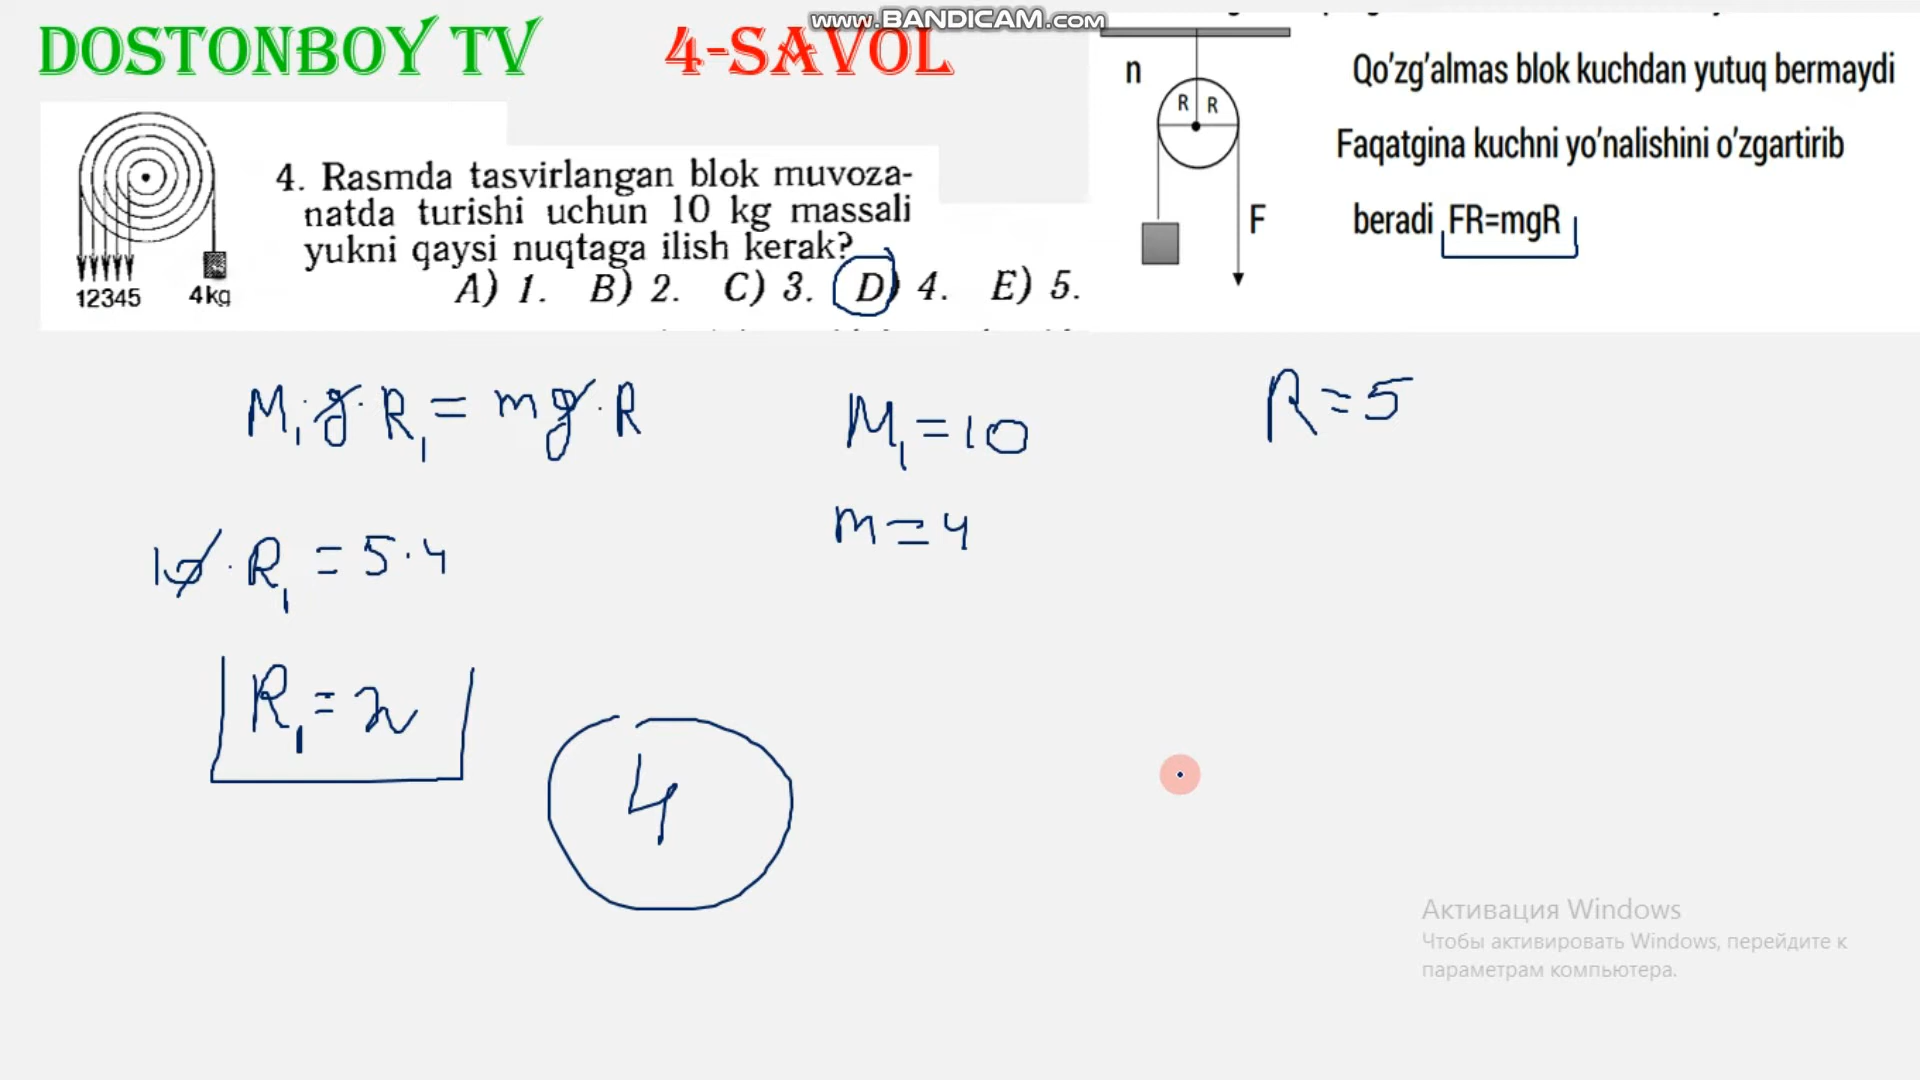 www.BANDICAM.com
DOSTONBOY TV
4-SAVOL
12345
4kg
4. Rasmda tasvirlangan blok muvoza-
natda turishi uchun 10 kg massali
yukni qaysi nuqtaga ilish kerak?
A) 1. B) 2. C) 3. D) 4. E) 5.
n
R R
F
Qo’zg’almas blok kuchdan yutuq bermaydi
Faqatgina kuchni yo’nalishini o’zgartirib
beradi FR=mgR
M₁·g·R₁ = mg·R
M₁ = 10
R = 5
m = 4
10·R₁ = 5·4
R₁ = 2
4
Активация Windows
Чтобы активировать Windows, перейдите к
параметрам компьютера.